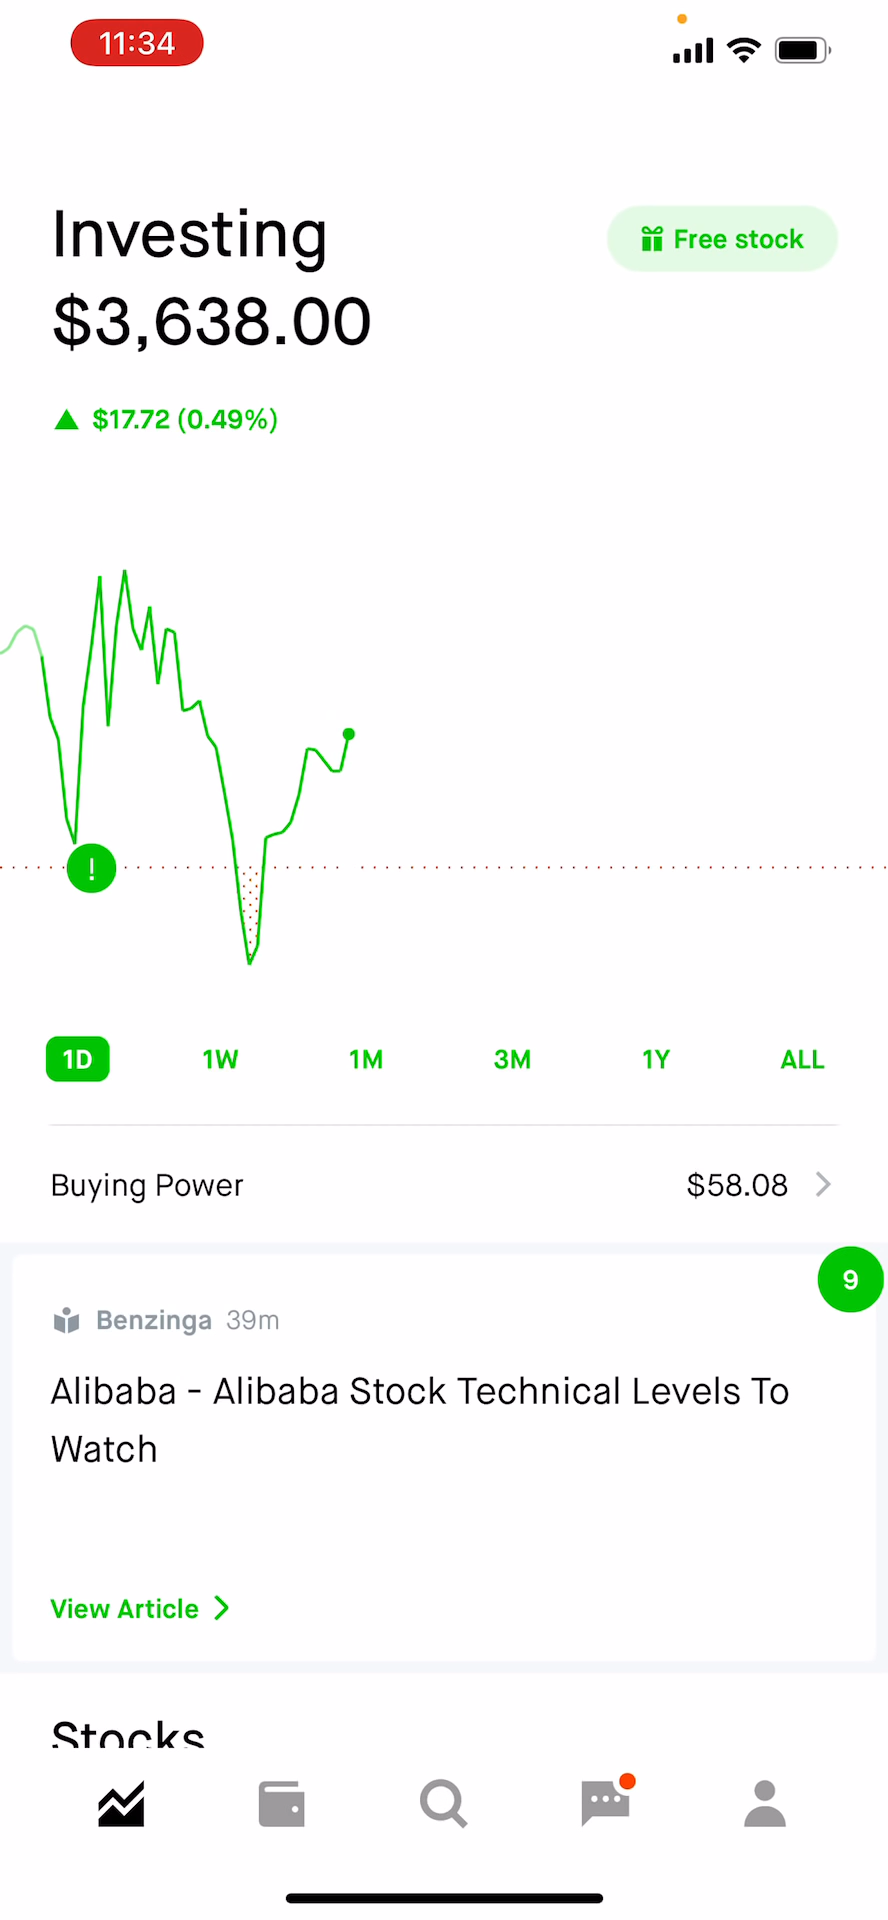 11:34
Investing
Free stock
$3,638.00
$17.72 (0.49%)
!
1D 1W 1M 3M 1Y ALL
Buying Power $58.08
9
Benzinga 39m
Alibaba - Alibaba Stock Technical Levels To
Watch
View Article
Stocks